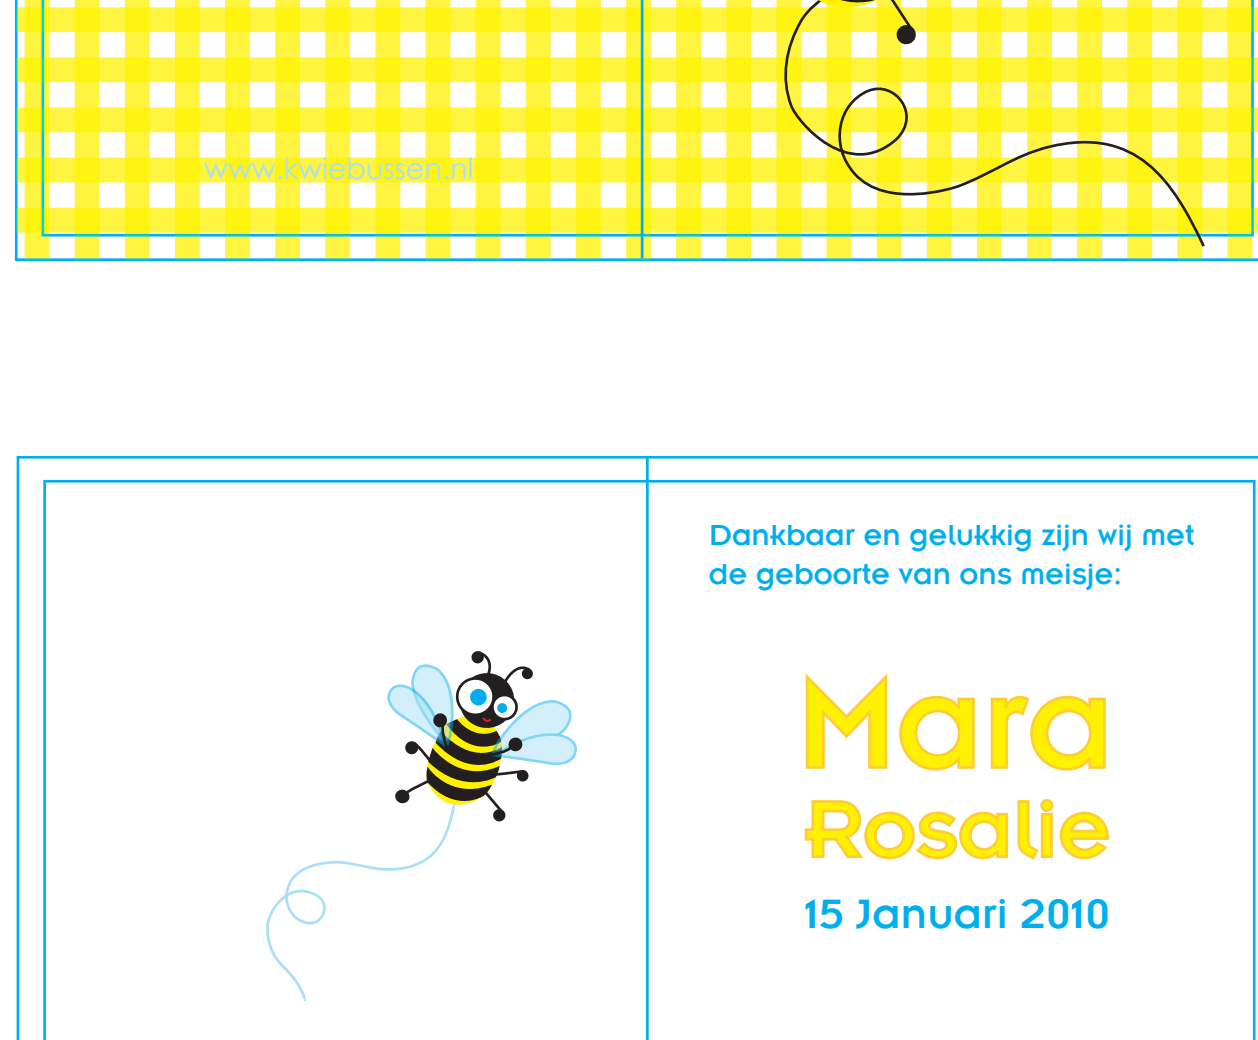 www.kwiebussen.nl
Dankbaar en gelukkig zijn wij met
de geboorte van ons meisje:
Mara
Rosalie
15 Januari 2010